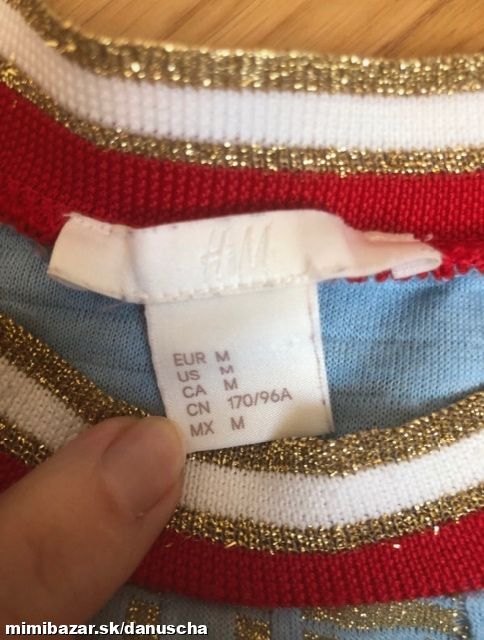 H&M
EUR M
US M
CA M
CN 170/96A
MX M
mimibazar.sk/danuscha